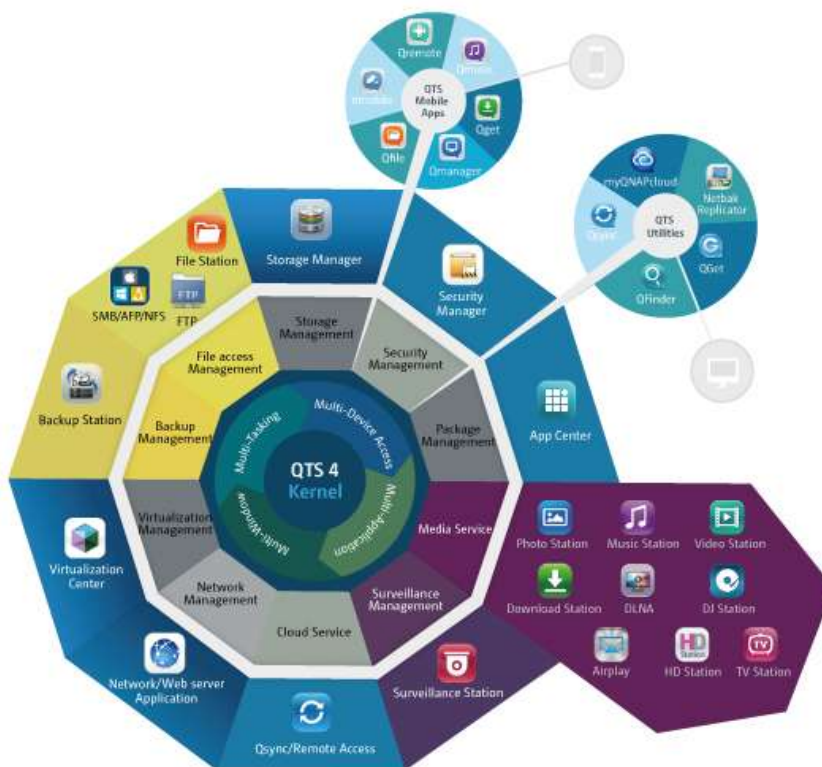 Qremote
Qmusic
QTS
Mobile
Apps
Qget
Qfile
Qmanager
myQNAPcloud
Netbak
Replicator
Qsync
QTS
Utilities
QGet
QFinder
File Station
Storage Manager
SMB/AFP/NFS
FTP
FTP
Security
Manager
Storage
Management
File access
Management
Security
Management
Backup Station
Backup
Management
Multi-Tasking
Multi-Device Access
Package
Management
App Center
QTS 4
Kernel
Virtualization
Management
Multi-Window
Multi-Application
Media Service
Virtualization
Center
Network
Management
Surveillance
Management
Cloud Service
Photo Station
Music Station
Video Station
Download Station
DLNA
DJ Station
HD
Station
TV
Airplay
HD Station
TV Station
Network/Web server
Application
Surveillance Station
Qsync/Remote Access